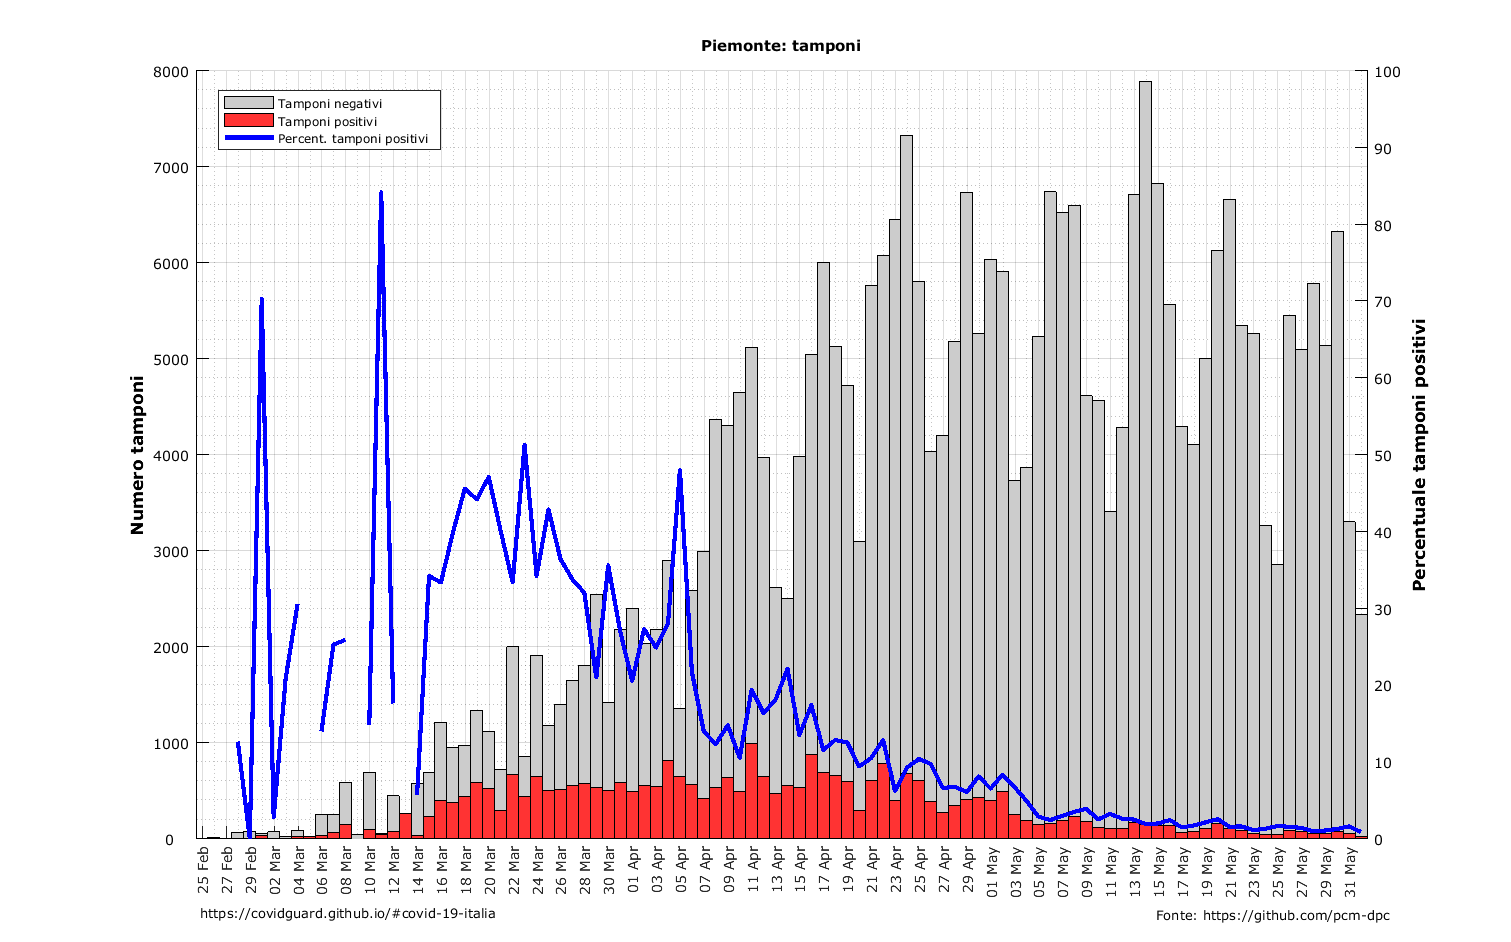 Piemonte: tamponi
Tamponi negativi
Tamponi positivi
Percent. tamponi positivi
Numero tamponi
8000
7000
6000
5000
4000
3000
2000
1000
0
100
90
80
70
60
50
40
30
20
10
0
Percentuale tamponi positivi
25 Feb
27 Feb
29 Feb
02 Mar
04 Mar
06 Mar
08 Mar
10 Mar
12 Mar
14 Mar
16 Mar
18 Mar
20 Mar
22 Mar
24 Mar
26 Mar
28 Mar
30 Mar
01 Apr
03 Apr
05 Apr
07 Apr
09 Apr
11 Apr
13 Apr
15 Apr
17 Apr
19 Apr
21 Apr
23 Apr
25 Apr
27 Apr
29 Apr
01 May
03 May
05 May
07 May
09 May
11 May
13 May
15 May
17 May
19 May
21 May
23 May
25 May
27 May
29 May
31 May
https://covidguard.github.io/#covid-19-italia
Fonte: https://github.com/pcm-dpc